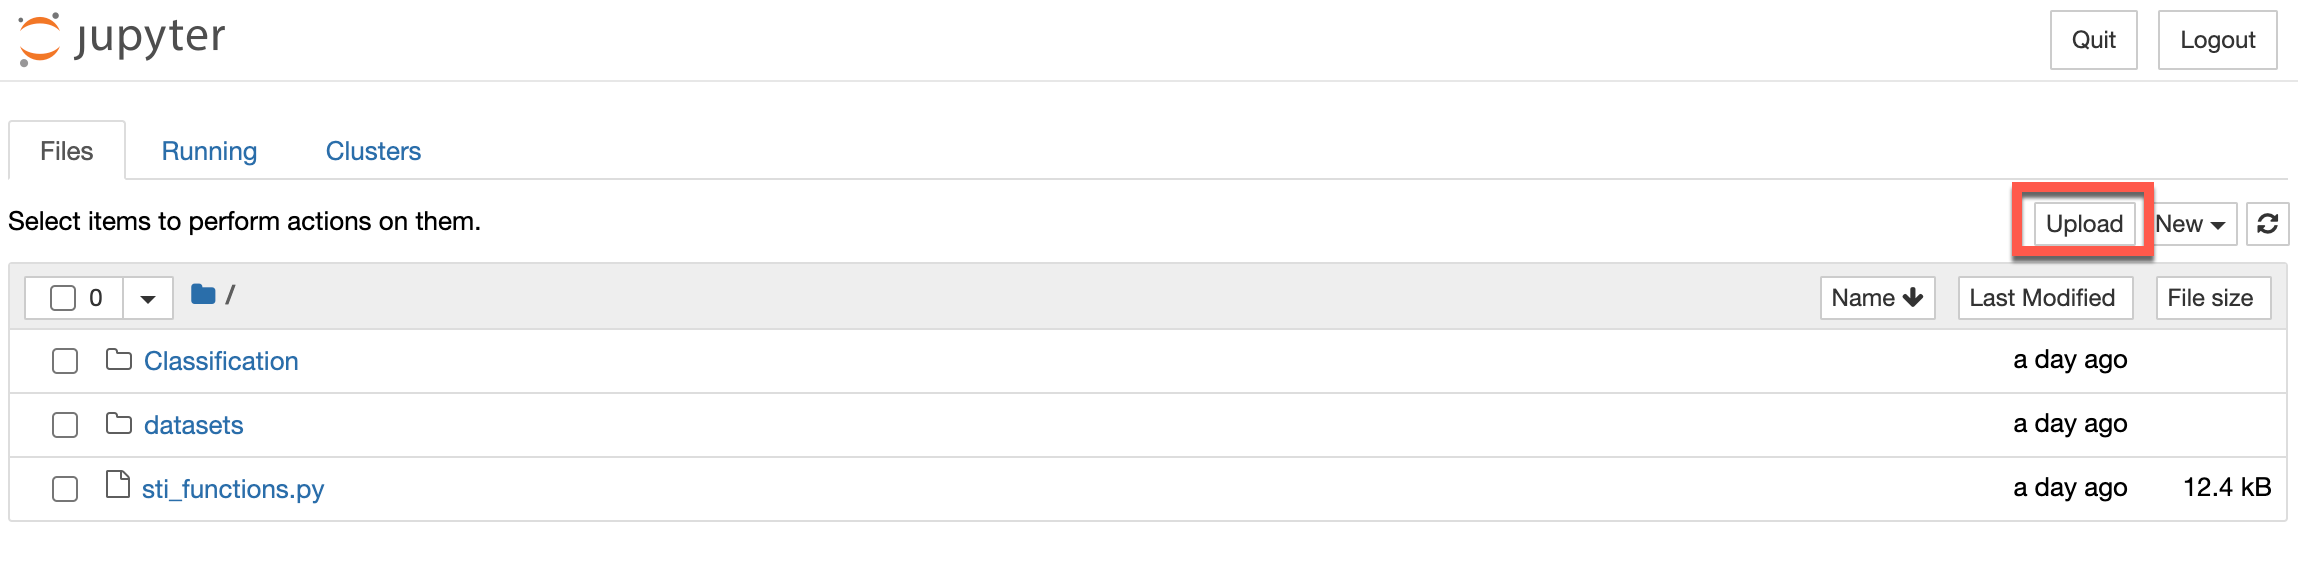 jupyter
Quit Logout
Files Running Clusters
Select items to perform actions on them.
Upload New
0 / Name Last Modified File size
Classification a day ago
datasets a day ago
sti_functions.py a day ago 12.4 kB